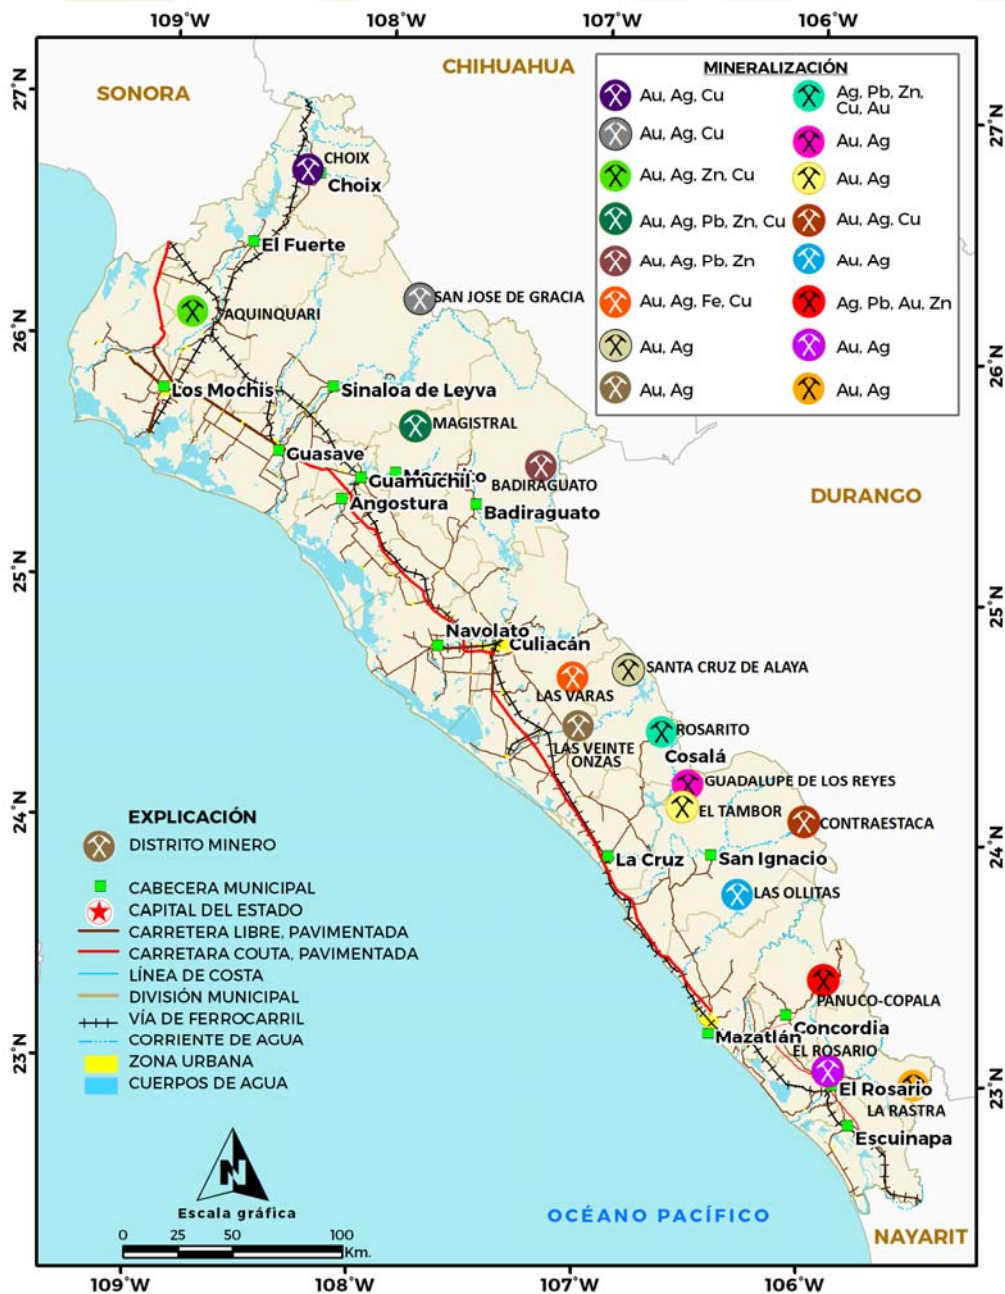 109°W 108°W 107°W 106°W
27°N
26°N
25°N
24°N
23°N
SONORA
CHIHUAHUA
MINERALIZACIÓN
Au, Ag, Cu
Au, Ag, Cu
Au, Ag, Zn, Cu
Au, Ag, Pb, Zn, Cu
Au, Ag, Pb, Zn
Au, Ag, Fe, Cu
Au, Ag
Au, Ag
Ag, Pb, Zn,
Cu, Au
Au, Ag
Au, Ag
Au, Ag, Cu
Au, Ag
Ag, Pb, Au, Zn
Au, Ag
Au, Ag
CHOIX
Choix
El Fuerte
SAN JOSE DE GRACIA
AQUINQUARI
Los Mochis
Sinaloa de Leyva
MAGISTRAL
Guasave
Guamuchil
BADIRAGUATO
Angostura
Badiraguato
DURANGO
Navolato
Culiacán
SANTA CRUZ DE ALAYA
LAS VARAS
ROSARITO
LAS VEINTE
ONZAS
Cosalá
GUADALUPE DE LOS REYES
EL TAMBOR
CONTRAESTACA
La Cruz
San Ignacio
LAS OLLITAS
PANUCO-COPALA
Concordia
Mazatlán
EL ROSARIO
El Rosario
LA RASTRA
Escuinapa
EXPLICACIÓN
DISTRITO MINERO
CABECERA MUNICIPAL
CAPITAL DEL ESTADO
CARRETERA LIBRE, PAVIMENTADA
CARRETARA COUTA, PAVIMENTADA
LÍNEA DE COSTA
DIVISIÓN MUNICIPAL
VÍA DE FERROCARRIL
CORRIENTE DE AGUA
ZONA URBANA
CUERPOS DE AGUA
N
Escala gráfica
0 25 50 100
Km.
OCÉANO PACÍFICO
NAYARIT
27°N
26°N
25°N
24°N
23°N
109°W 108°W 107°W 106°W